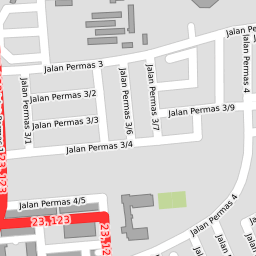 Jalan Permas 3
Jalan Permas 4
Jalan Permas 3/1
Jalan Permas 3/2
Jalan Permas 3/6
Jalan Permas 3/7
Jalan Permas 3/9
Jalan Permas 3/3
Jalan Permas 3/4
Jalan Permas 4/5
Jalan Permas 4
23, 123